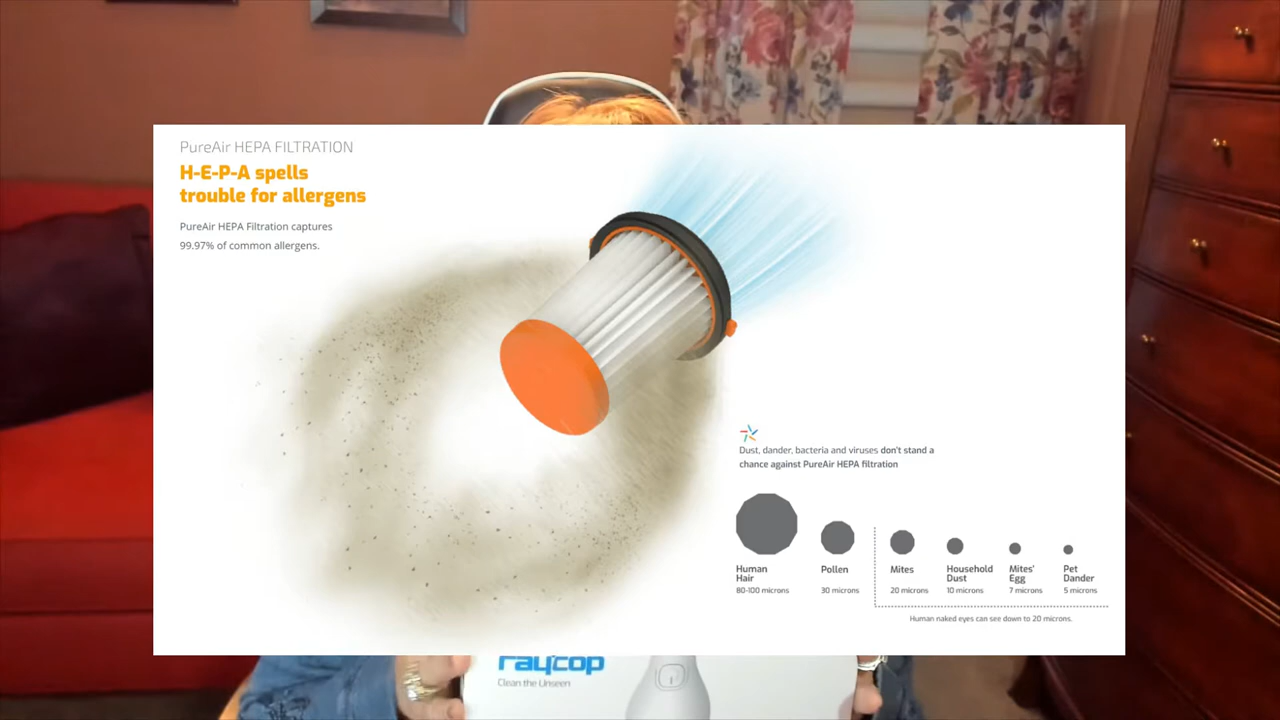 PureAir HEPA FILTRATION
H-E-P-A spells
trouble for allergens
PureAir HEPA Filtration captures
99.97% of common allergens.
Dust, dander, bacteria and viruses don't stand a
chance against PureAir HEPA filtration
Human
Hair
80-100 microns
Pollen
30 microns
Mites
20 microns
Household
Dust
10 microns
Mites'
Egg
7 microns
Pet
Dander
5 microns
Human naked eyes can see down to 20 microns.
raycop
Clean the Unseen